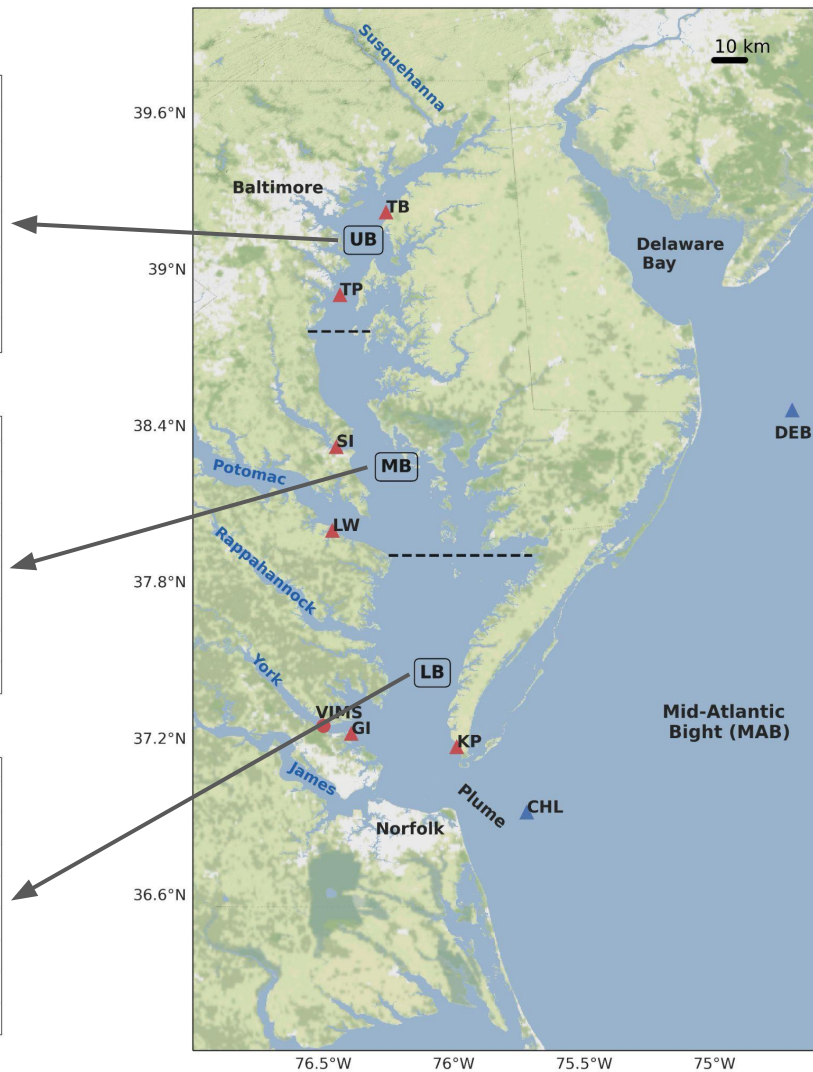 Susquehanna
10 km
39.6°N
Baltimore
TB
UB
Delaware
Bay
39°N
TP
38.4°N
SI
DEB
MB
Potomac
LW
Rappahannock
37.8°N
York
LB
VIMS
GI
Mid-Atlantic
Bight (MAB)
37.2°N
KP
James
Plume
CHL
Norfolk
36.6°N
76.5°W
76°W
75.5°W
75°W